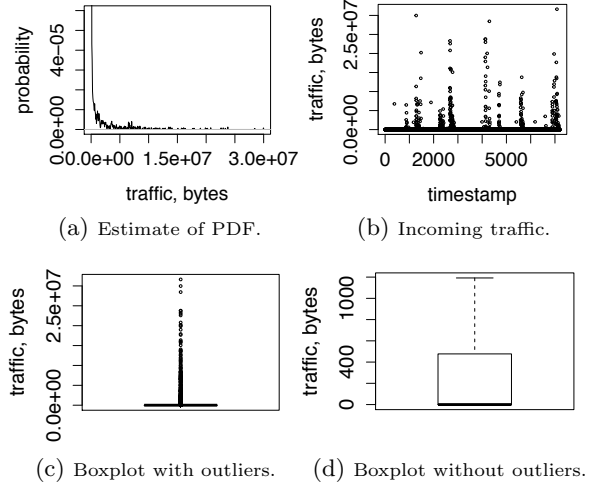 probability
0.0e+00 4e-05
0.0e+00 1.5e+07 3.0e+07
traffic, bytes
(a) Estimate of PDF.
traffic, bytes
0.0e+00 2.5e+07
0 2000 5000
timestamp
(b) Incoming traffic.
traffic, bytes
0.0e+00 2.5e+07
(c) Boxplot with outliers.
traffic, bytes
0 400 1000
(d) Boxplot without outliers.